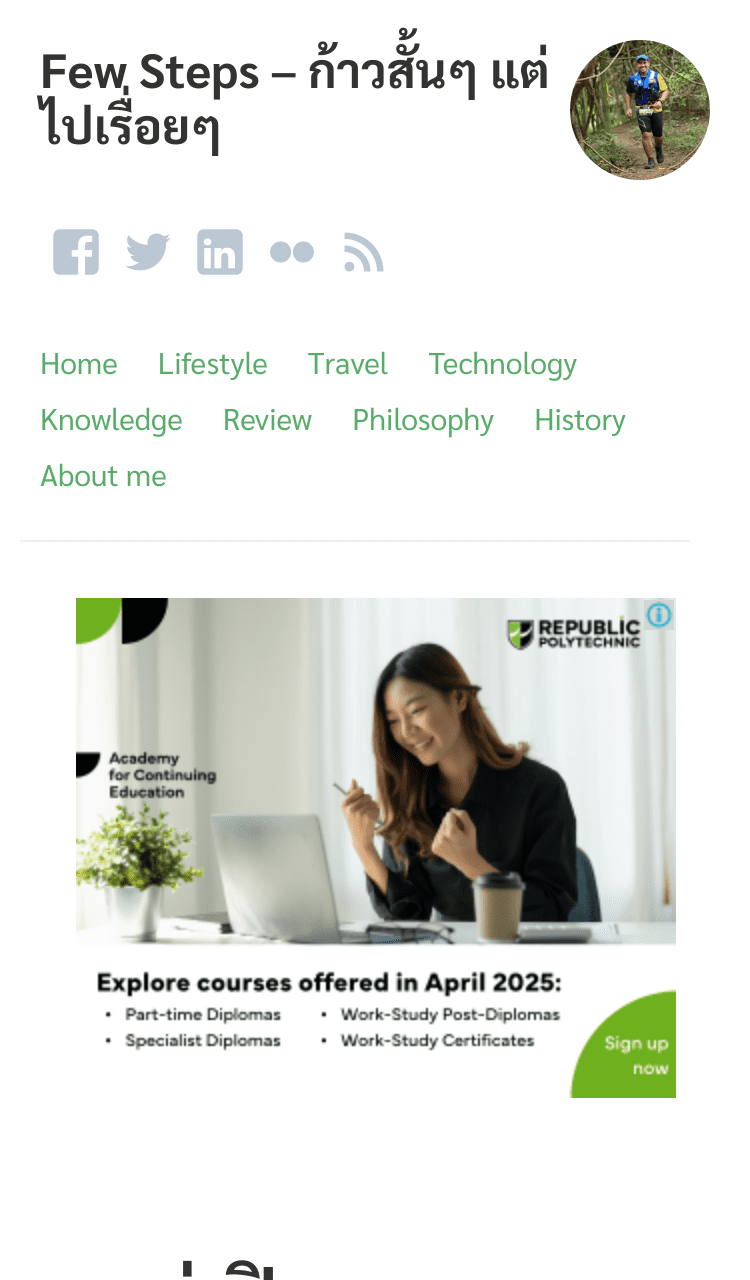 Few Steps – ก้าวสั้นๆ แต่
ไปเรื่อยๆ
Home Lifestyle Travel Technology
Knowledge Review Philosophy History
About me
REPUBLIC
POLYTECHNIC
Academy
for Continuing
Education
Explore courses offered in April 2025:
• Part-time Diplomas • Work-Study Post-Diplomas
• Specialist Diplomas • Work-Study Certificates
Sign up
now